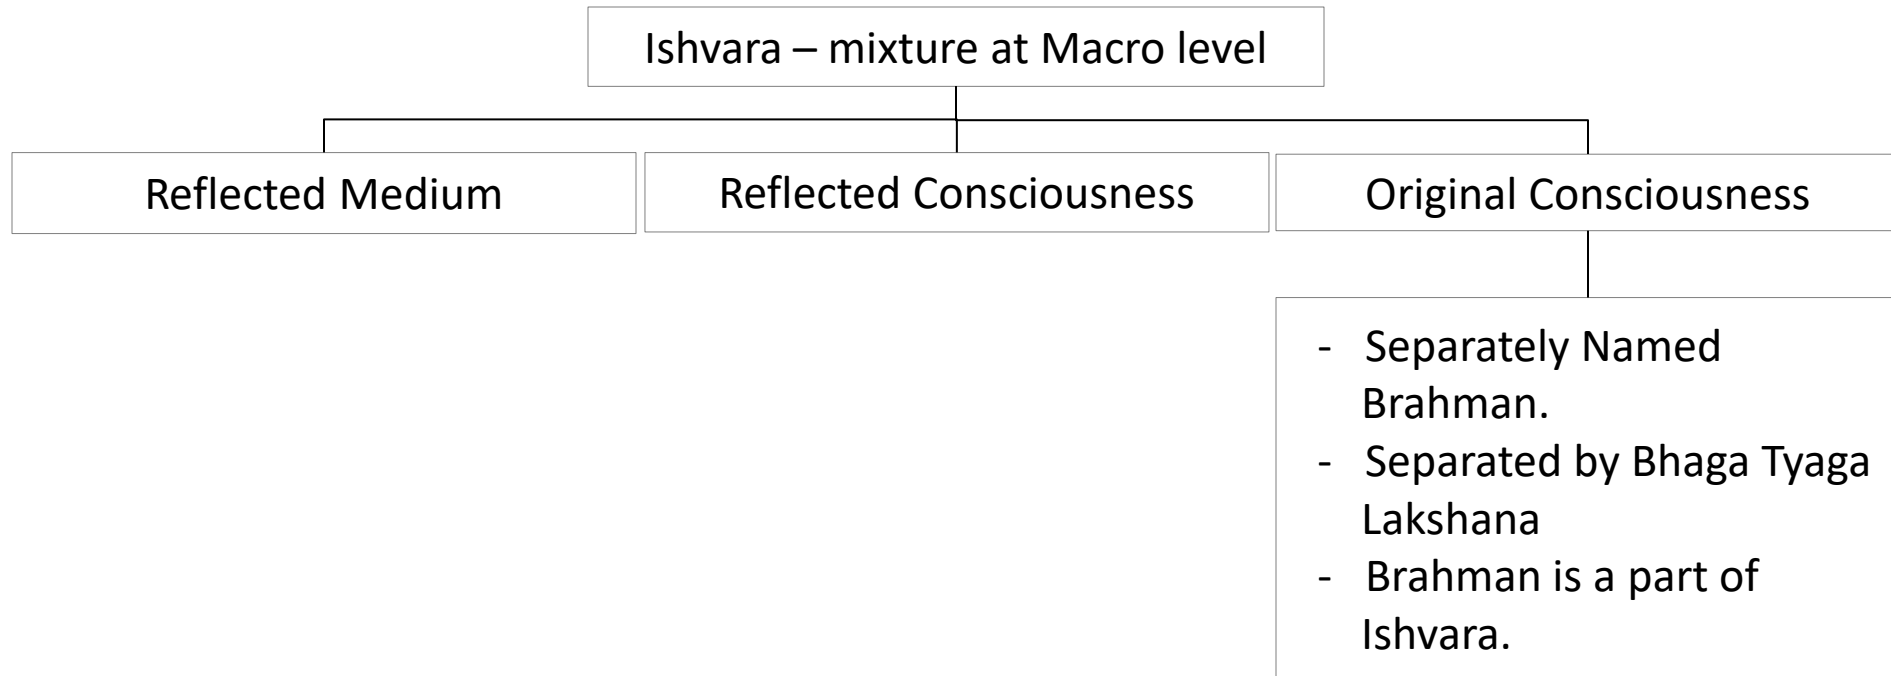 Ishvara – mixture at Macro level
Reflected Medium
Reflected Consciousness
Original Consciousness
- Separately Named
Brahman.
- Separated by Bhaga Tyaga
Lakshana
- Brahman is a part of
Ishvara.